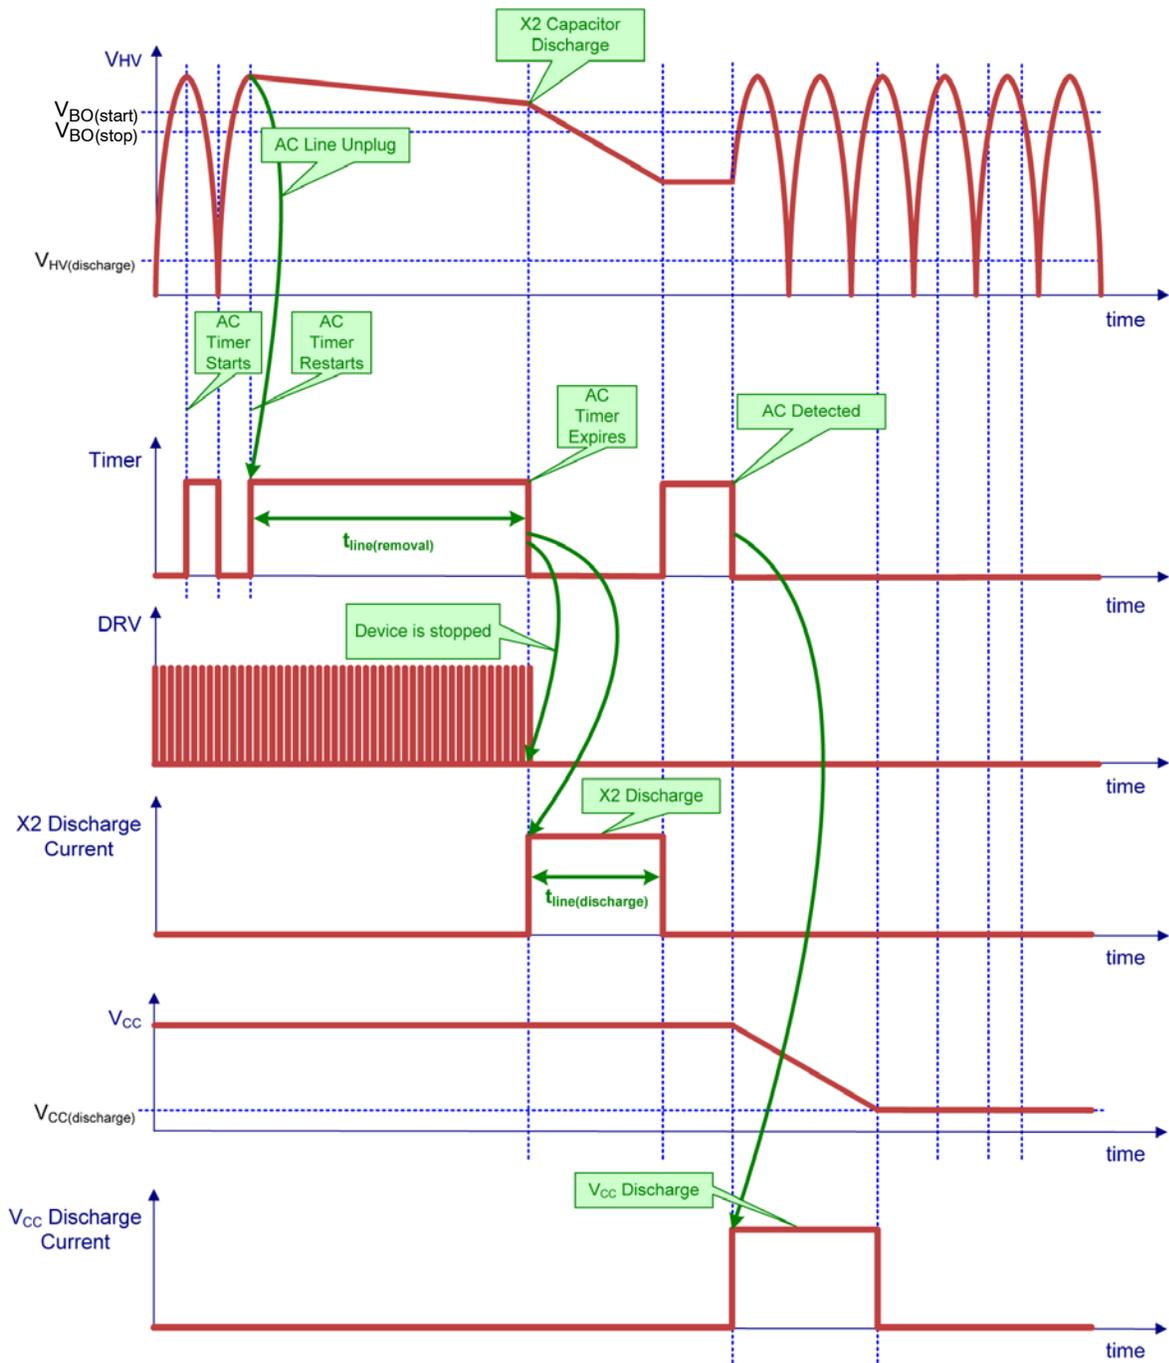 X2 Capacitor
Discharge
VHV
VBO(start)
VBO(stop)
AC Line Unplug
VHV(discharge)
time
AC
Timer
Starts
AC
Timer
Restarts
AC
Timer
Expires
AC Detected
Timer
tline(removal)
time
DRV
Device is stopped
time
X2 Discharge
X2 Discharge
Current
tline(discharge)
time
VCC
VCC(discharge)
time
VCC Discharge
VCC Discharge
Current
time